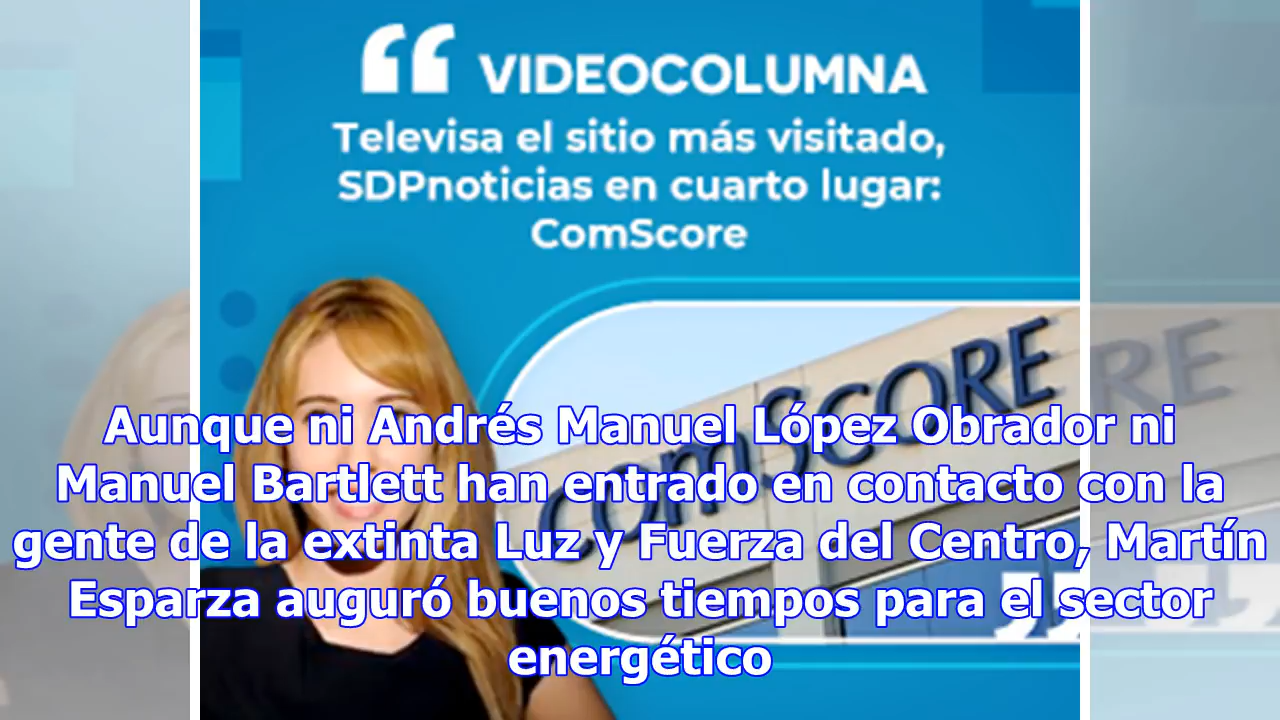 VIDEOCOLUMNA
Televisa el sitio más visitado,
SDPnoticias en cuarto lugar:
ComScore
comSCORE
RE
Aunque ni Andrés Manuel López Obrador ni
Manuel Bartlett han entrado en contacto con la
gente de la extinta Luz y Fuerza del Centro, Martín
Esparza auguró buenos tiempos para el sector
energético